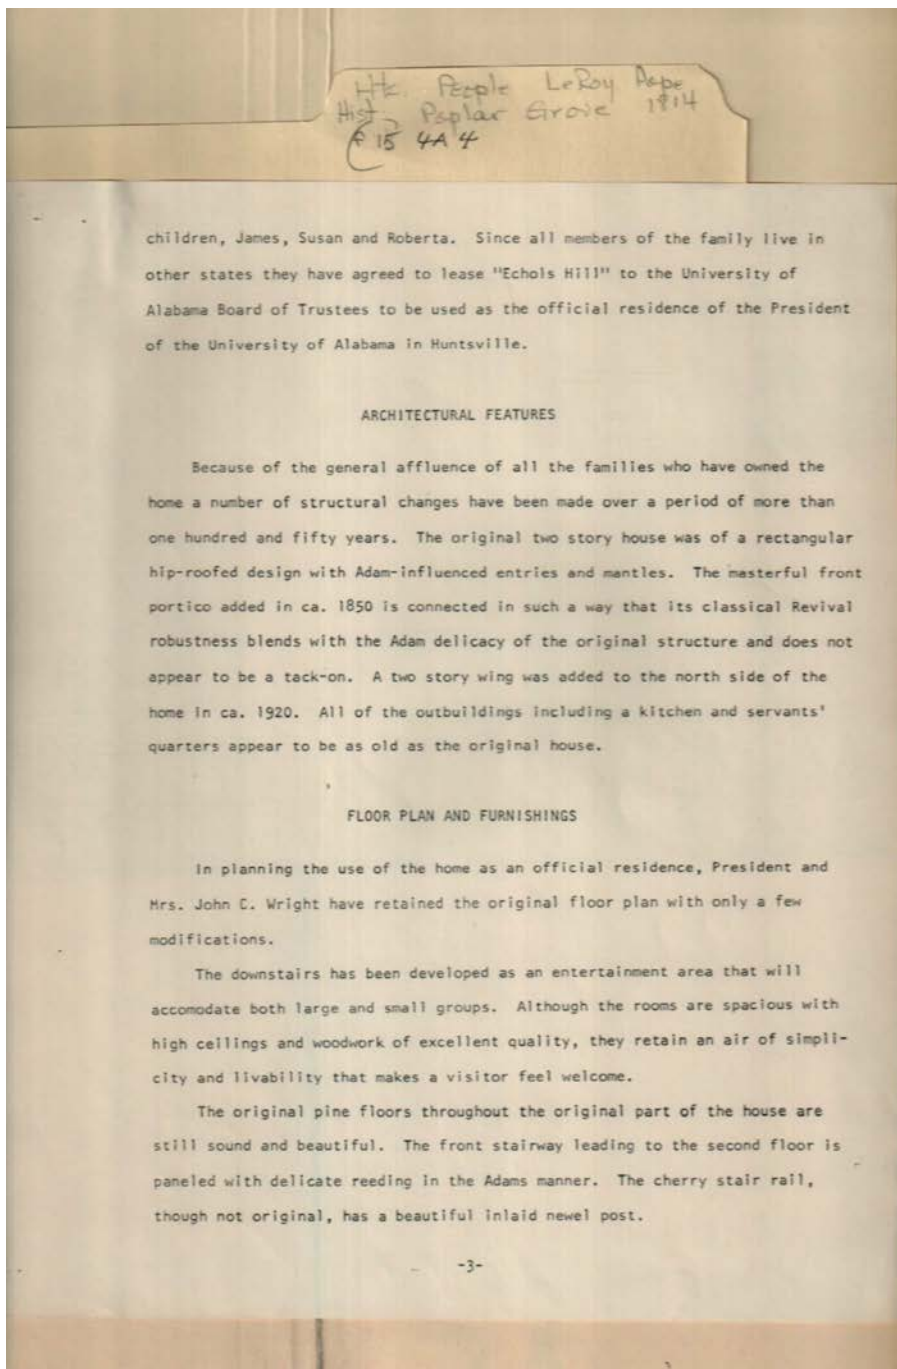 Htc. People LeRoy Pope
Hist. Poplar Grove 1814
15 4A 4
children, James, Susan and Roberta. Since all members of the family live in
other states they have agreed to lease "Echols Hill" to the University of
Alabama Board of Trustees to be used as the official residence of the President
of the University of Alabama in Huntsville.
ARCHITECTURAL FEATURES
Because of the general affluence of all the families who have owned the
home a number of structural changes have been made over a period of more than
one hundred and fifty years. The original two story house was of a rectangular
hip-roofed design with Adam-influenced entries and mantles. The masterful front
portico added in ca. 1850 is connected in such a way that its classical Revival
robustness blends with the Adam delicacy of the original structure and does not
appear to be a tack-on. A two story wing was added to the north side of the
home in ca. 1920. All of the outbuildings including a kitchen and servants'
quarters appear to be as old as the original house.
FLOOR PLAN AND FURNISHINGS
In planning the use of the home as an official residence, President and
Mrs. John C. Wright have retained the original floor plan with only a few
modifications.
The downstairs has been developed as an entertainment area that will
accomodate both large and small groups. Although the rooms are spacious with
high ceilings and woodwork of excellent quality, they retain an air of simpli-
city and livability that makes a visitor feel welcome.
The original pine floors throughout the original part of the house are
still sound and beautiful. The front stairway leading to the second floor is
paneled with delicate reeding in the Adams manner. The cherry stair rail,
though not original, has a beautiful inlaid newel post.
-3-